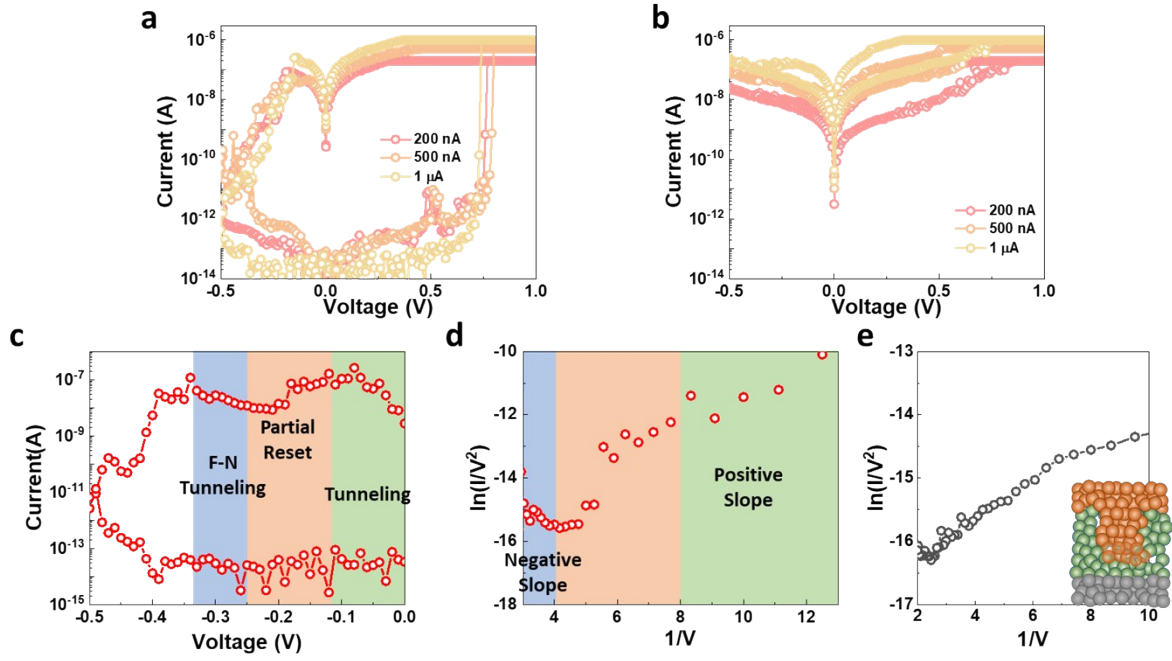 a
Current (A)
10⁻⁶
10⁻⁸
10⁻¹⁰
10⁻¹²
10⁻¹⁴
200 nA
500 nA
1 μA
-0.5
0.0
0.5
1.0
Voltage (V)
b
Current (A)
10⁻⁶
10⁻⁸
10⁻¹⁰
10⁻¹²
10⁻¹⁴
200 nA
500 nA
1 μA
-0.5
0.0
0.5
1.0
Voltage (V)
c
Current(A)
10⁻⁷
10⁻⁹
10⁻¹¹
10⁻¹³
10⁻¹⁵
F-N
Tunneling
Partial
Reset
Tunneling
-0.5
-0.4
-0.3
-0.2
-0.1
0.0
Voltage (V)
d
ln(I/V²)
-10
-12
-14
-16
-18
Negative
Slope
Positive
Slope
4
6
8
10
12
1/V
e
ln(I/V²)
-13
-14
-15
-16
-17
2
4
6
8
10
1/V